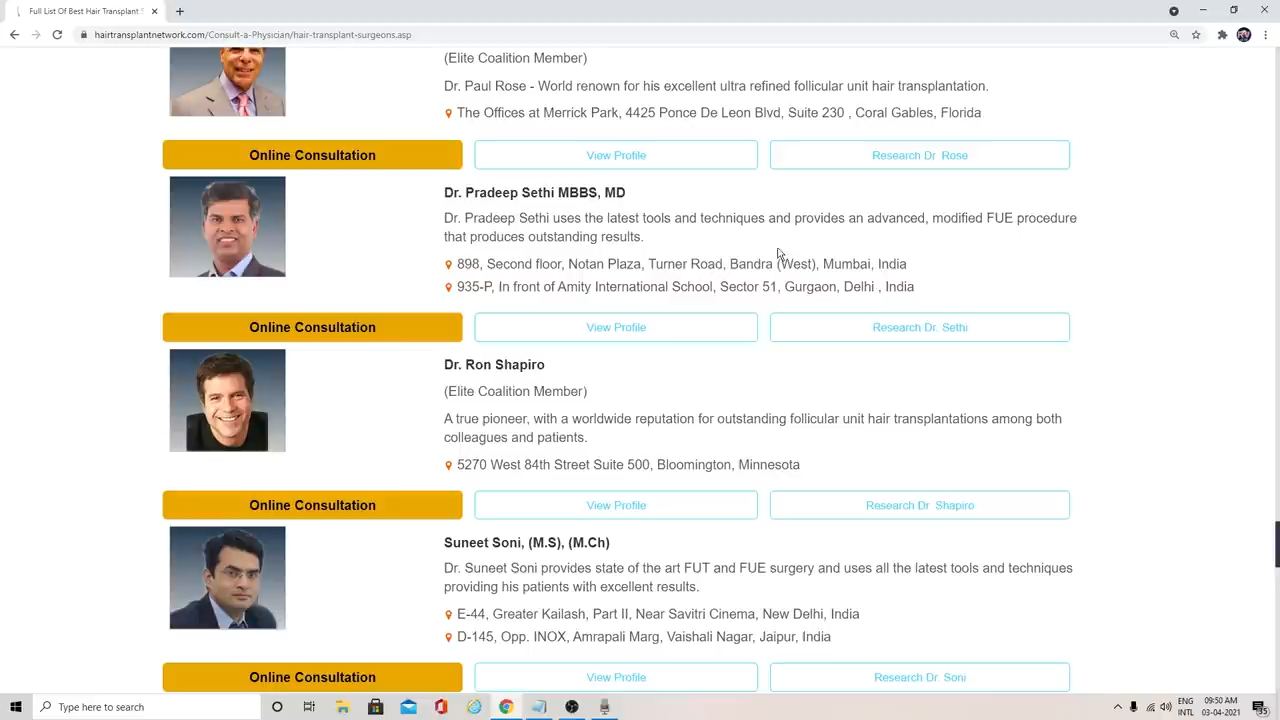 Full List Of Best Hair Transplant S
hairtransplantnetwork.com/Consult-a-Physician/hair-transplant-surgeons.asp
(Elite Coalition Member)
Dr. Paul Rose - World renown for his excellent ultra refined follicular unit hair transplantation.
The Offices at Merrick Park, 4425 Ponce De Leon Blvd, Suite 230 , Coral Gables, Florida
Online Consultation View Profile Research Dr Rose
Dr. Pradeep Sethi MBBS, MD
Dr. Pradeep Sethi uses the latest tools and techniques and provides an advanced, modified FUE procedure
that produces outstanding results.
898, Second floor, Notan Plaza, Turner Road, Bandra (West), Mumbai, India
935-P, In front of Amity International School, Sector 51, Gurgaon, Delhi , India
Online Consultation View Profile Research Dr. Sethi
Dr. Ron Shapiro
(Elite Coalition Member)
A true pioneer, with a worldwide reputation for outstanding follicular unit hair transplantations among both
colleagues and patients.
5270 West 84th Street Suite 500, Bloomington, Minnesota
Online Consultation View Profile Research Dr Shapiro
Suneet Soni, (M.S), (M.Ch)
Dr. Suneet Soni provides state of the art FUT and FUE surgery and uses all the latest tools and techniques
providing his patients with excellent results.
E-44, Greater Kailash, Part II, Near Savitri Cinema, New Delhi, India
D-145, Opp. INOX, Amrapali Marg, Vaishali Nagar, Jaipur, India
Online Consultation View Profile Research Dr. Soni
Type here to search
ENG 09:50 AM
INTL 03-04-2021
35